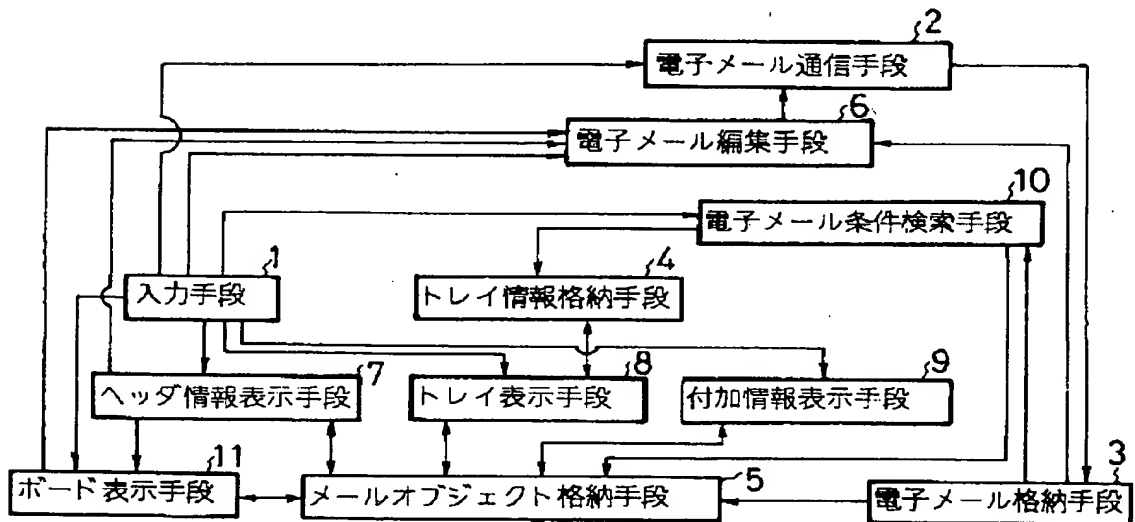 2
電子メール通信手段
6
電子メール編集手段
10
電子メール条件検索手段
1
入力手段
4
トレイ情報格納手段
7
ヘッダ情報表示手段
8
トレイ表示手段
9
付加情報表示手段
11
ボード表示手段
5
メールオブジェクト格納手段
3
電子メール格納手段